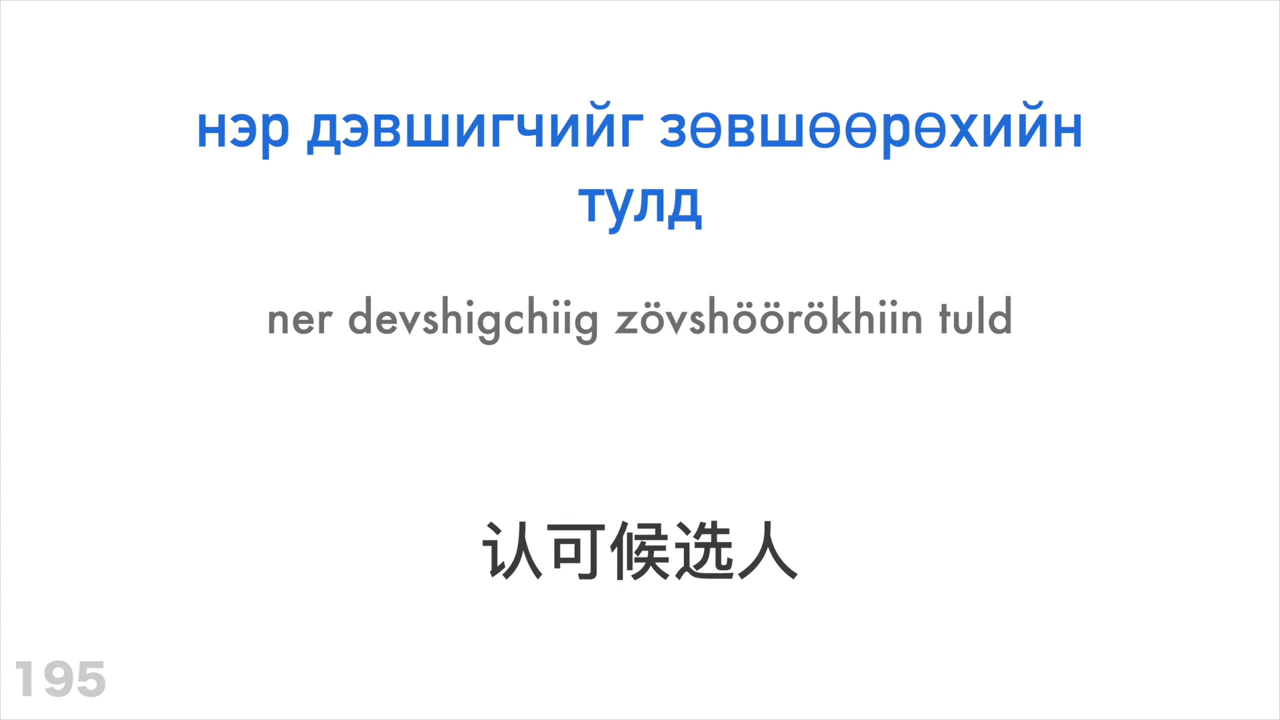 нэр дэвшигчийг зөвшөөрөхийн
тулд
ner devshigchiig zövshöörökhiin tuld
认可候选人
195